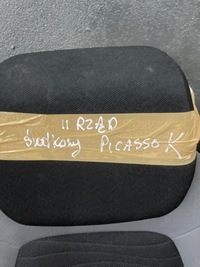 II RZĄD
środkowy PICASSO X